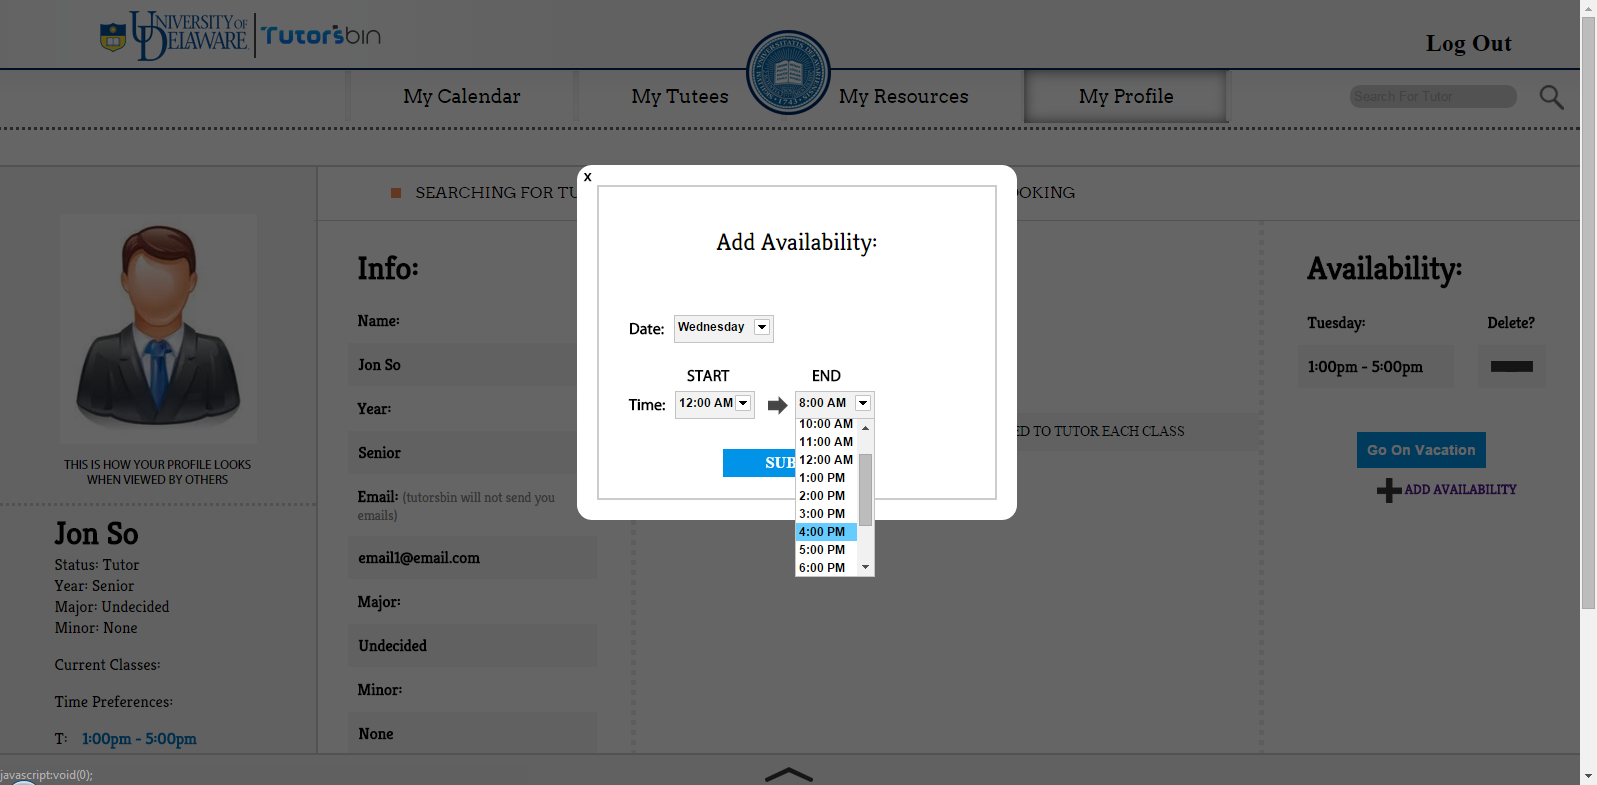 UNIVERSITY OF
DELAWARE
Tutorsbin
Log Out
My Calendar
My Tutees
My Resources
My Profile
Search For Tutor
1743
x
SEARCHING FOR TU
OKING
THIS IS HOW YOUR PROFILE LOOKS
WHEN VIEWED BY OTHERS
Jon So
Status: Tutor
Year: Senior
Major: Undecided
Minor: None
Current Classes:
Time Preferences:
T: 1:00pm - 5:00pm
Info:
Name:
Jon So
Year:
Senior
Email: (tutorsbin will not send you
emails)
email1@email.com
Major:
Undecided
Minor:
None
Add Availability:
Date: Wednesday
START END
Time: 12:00 AM 8:00 AM
10:00 AM
11:00 AM
12:00 AM
1:00 PM
2:00 PM
3:00 PM
4:00 PM
5:00 PM
6:00 PM
SUB
ED TO TUTOR EACH CLASS
Availability:
Tuesday: Delete?
1:00pm - 5:00pm
Go On Vacation
ADD AVAILABILITY
javascript:void(0);